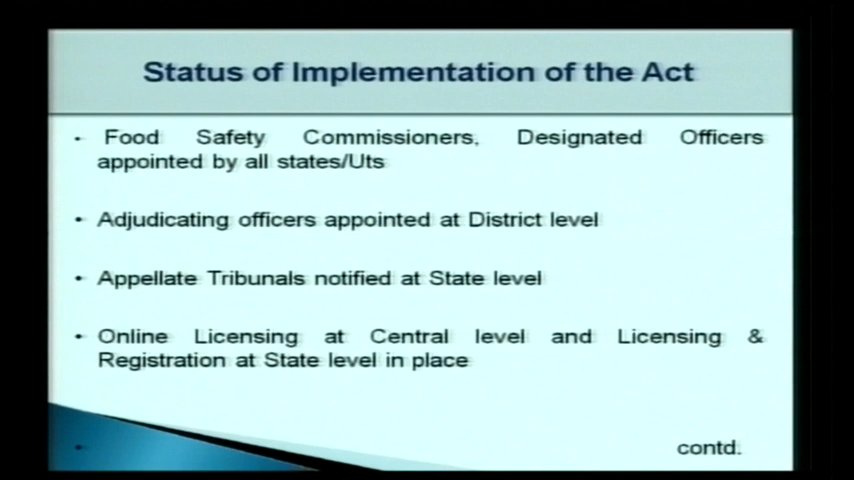 Status of Implementation of the Act
• Food Safety Commissioners, Designated Officers
appointed by all states/Uts
• Adjudicating officers appointed at District level
• Appellate Tribunals notified at State level
• Online Licensing at Central level and Licensing &
Registration at State level in place
• contd.